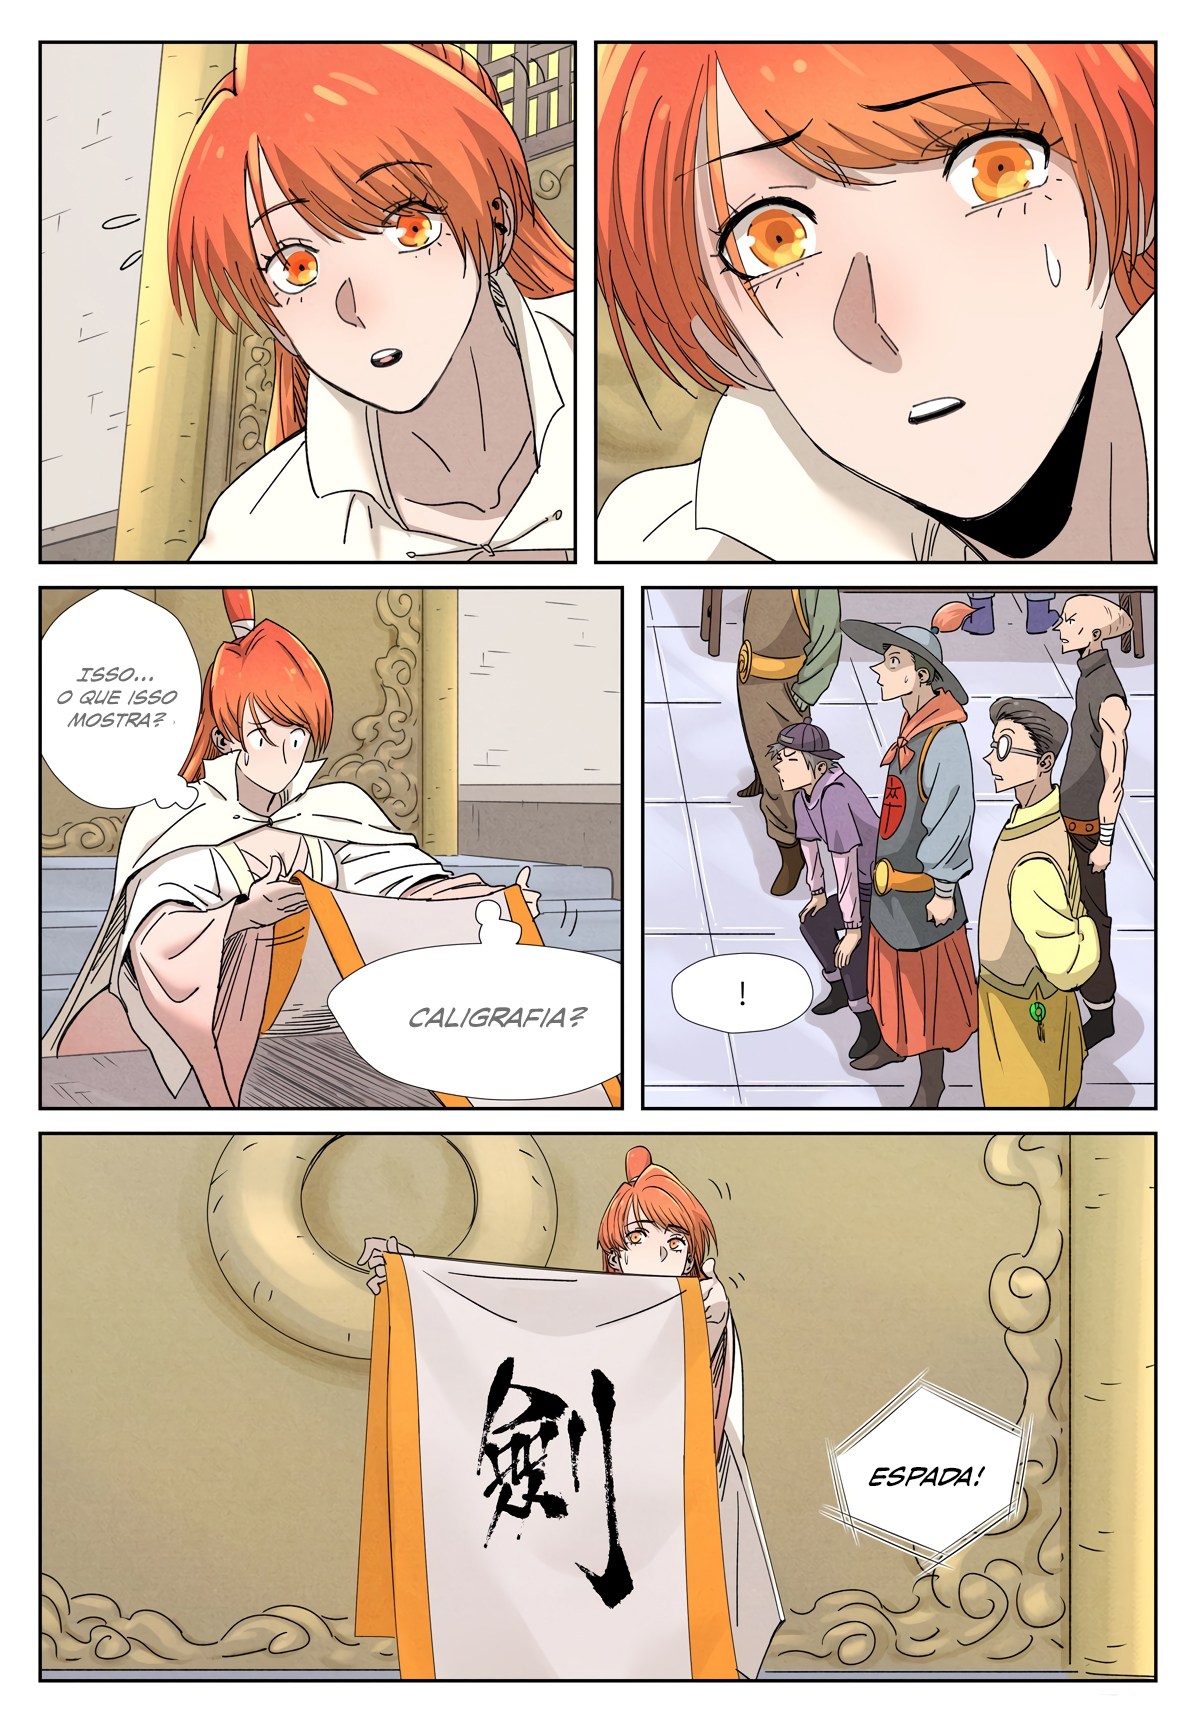 ISSO...
O QUE ISSO
MOSTRA?
CALIGRAFIA?
!
劍
ESPADA!